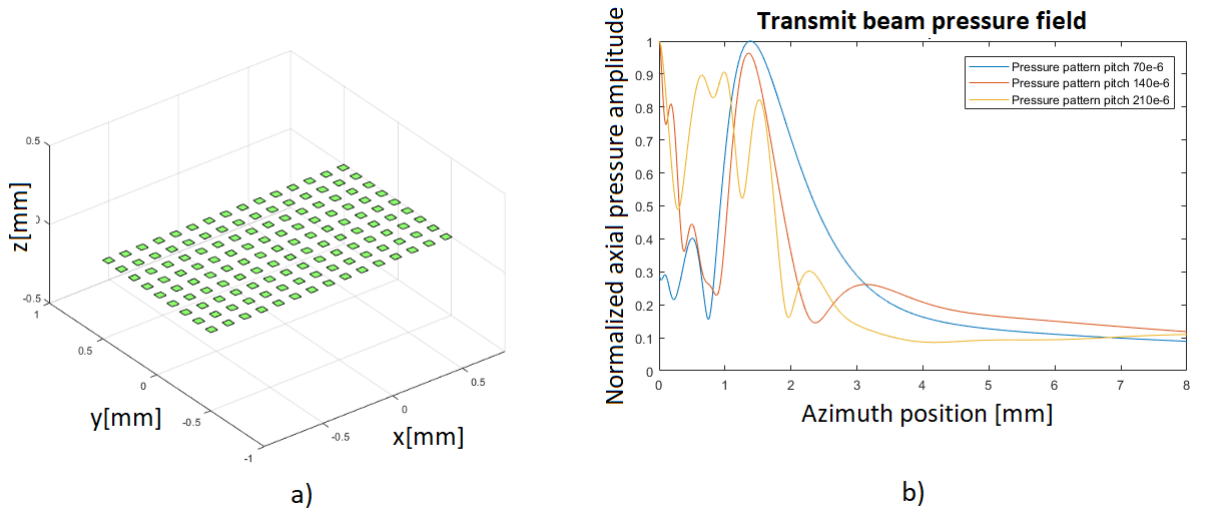 0.5
0
-0.5
z[mm]
1
0.5
0
-0.5
-1
y[mm]
-0.5
0
0.5
x[mm]
a)
Transmit beam pressure field
Normalized axial pressure amplitude
1
0.9
0.8
0.7
0.6
0.5
0.4
0.3
0.2
0.1
0
Pressure pattern pitch 70e-6
Pressure pattern pitch 140e-6
Pressure pattern pitch 210e-6
0 1 2 3 4 5 6 7 8
Azimuth position [mm]
b)